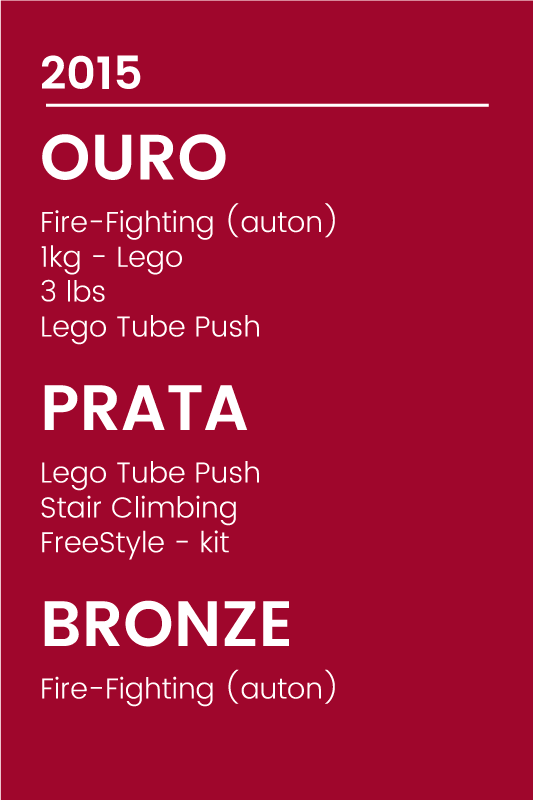 2015
OURO
Fire-Fighting (auton)
1kg - Lego
3 lbs
Lego Tube Push
PRATA
Lego Tube Push
Stair Climbing
FreeStyle - kit
BRONZE
Fire-Fighting (auton)